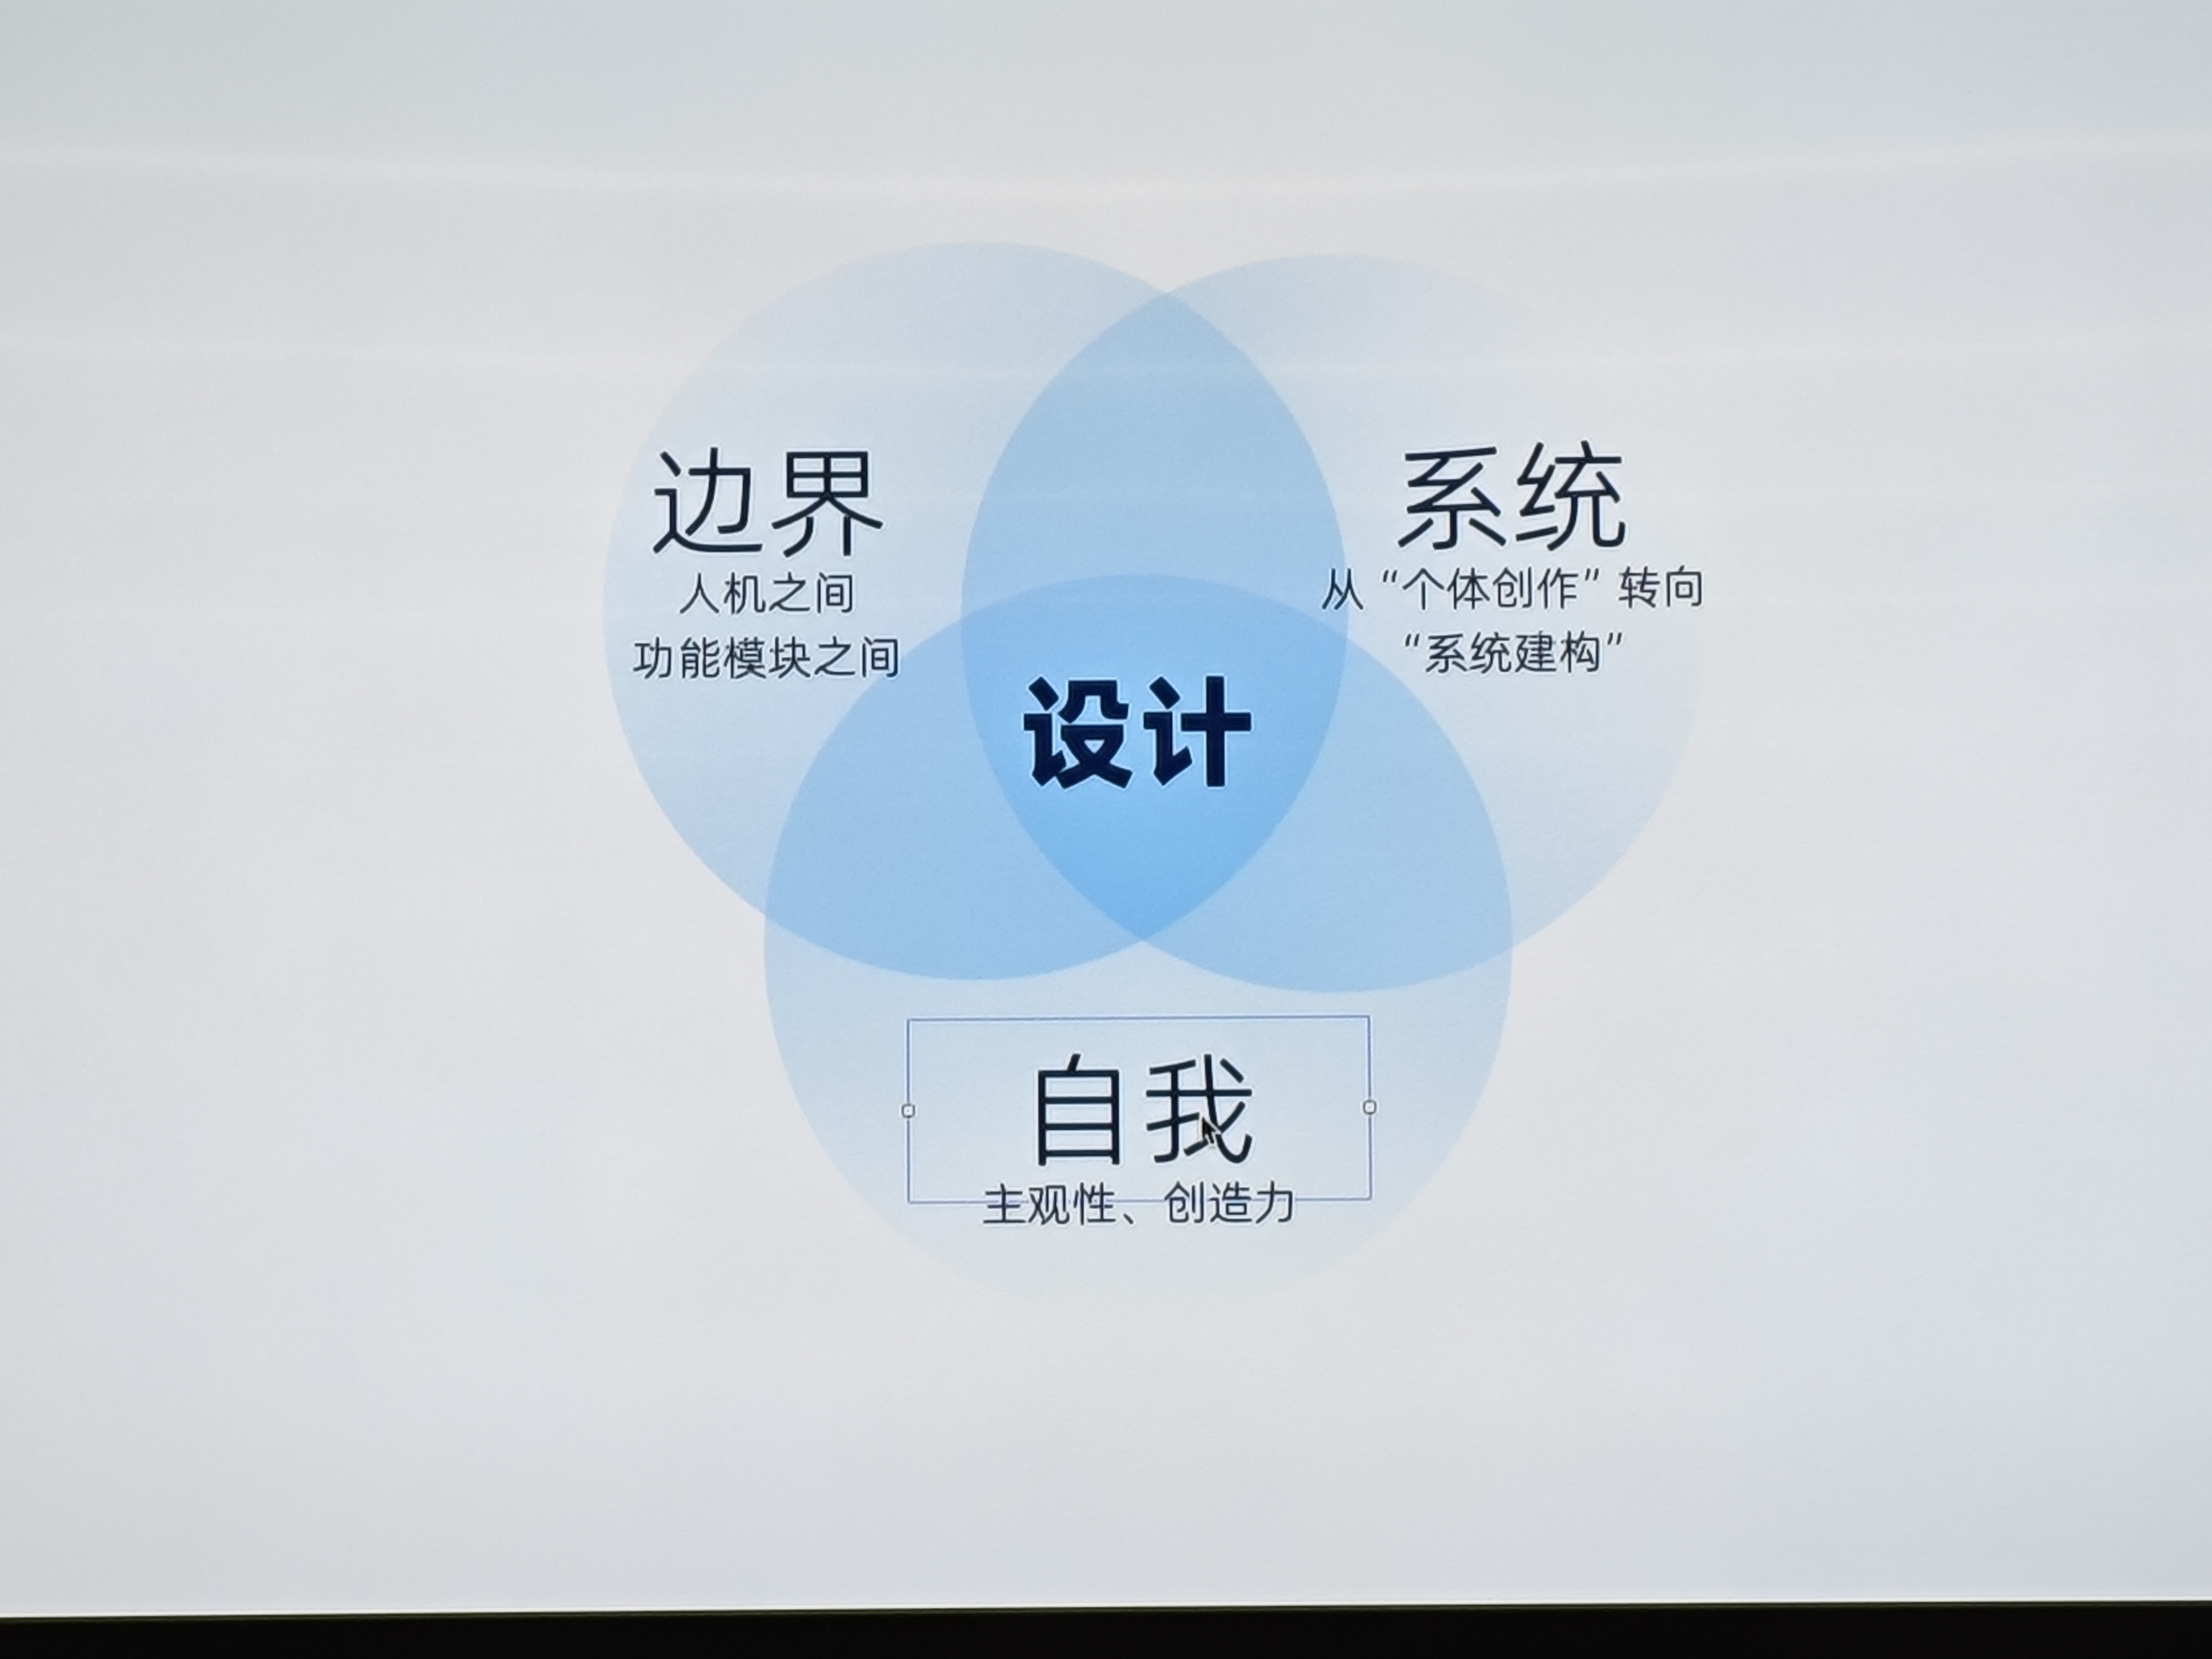 边界
人机之间
功能模块之间
系统
从“个体创作”转向
“系统建构”
设计
自我
主观性、创造力